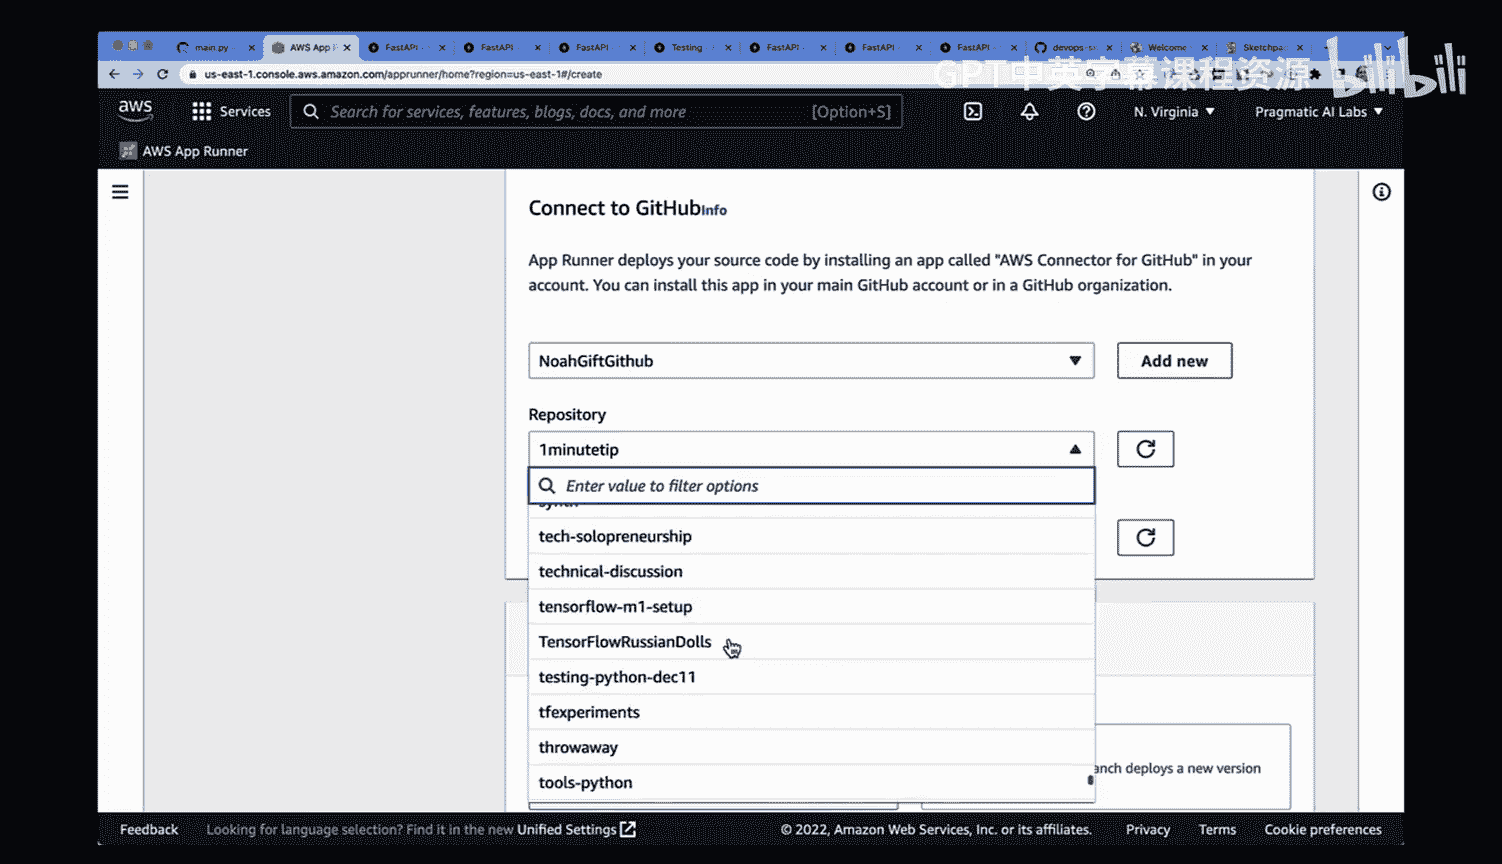 main.py
AWS App R
FastAPI -
FastAPI -
FastAPI -
Testing -
FastAPI -
FastAPI -
FastAPI -
devops-sk
Welcome
Sketchpa
us-east-1.console.aws.amazon.com/apprunner/home?region=us-east-1#/create
GPT中英字幕课程资源 bilibili
aws
Services
Search for services, features, blogs, docs, and more
[Option+S]
N. Virginia
Pragmatic AI Labs
AWS App Runner
Connect to GitHub Info
App Runner deploys your source code by installing an app called "AWS Connector for GitHub" in your
account. You can install this app in your main GitHub account or in a GitHub organization.
NoahGiftGithub
Add new
Repository
1minutetip
Enter value to filter options
tech-solopreneurship
technical-discussion
tensorflow-m1-setup
TensorFlowRussianDolls
testing-python-dec11
tfexperiments
throwaway
anch deploys a new version
tools-python
Feedback
Looking for language selection? Find it in the new Unified Settings
© 2022, Amazon Web Services, Inc. or its affiliates.
Privacy
Terms
Cookie preferences